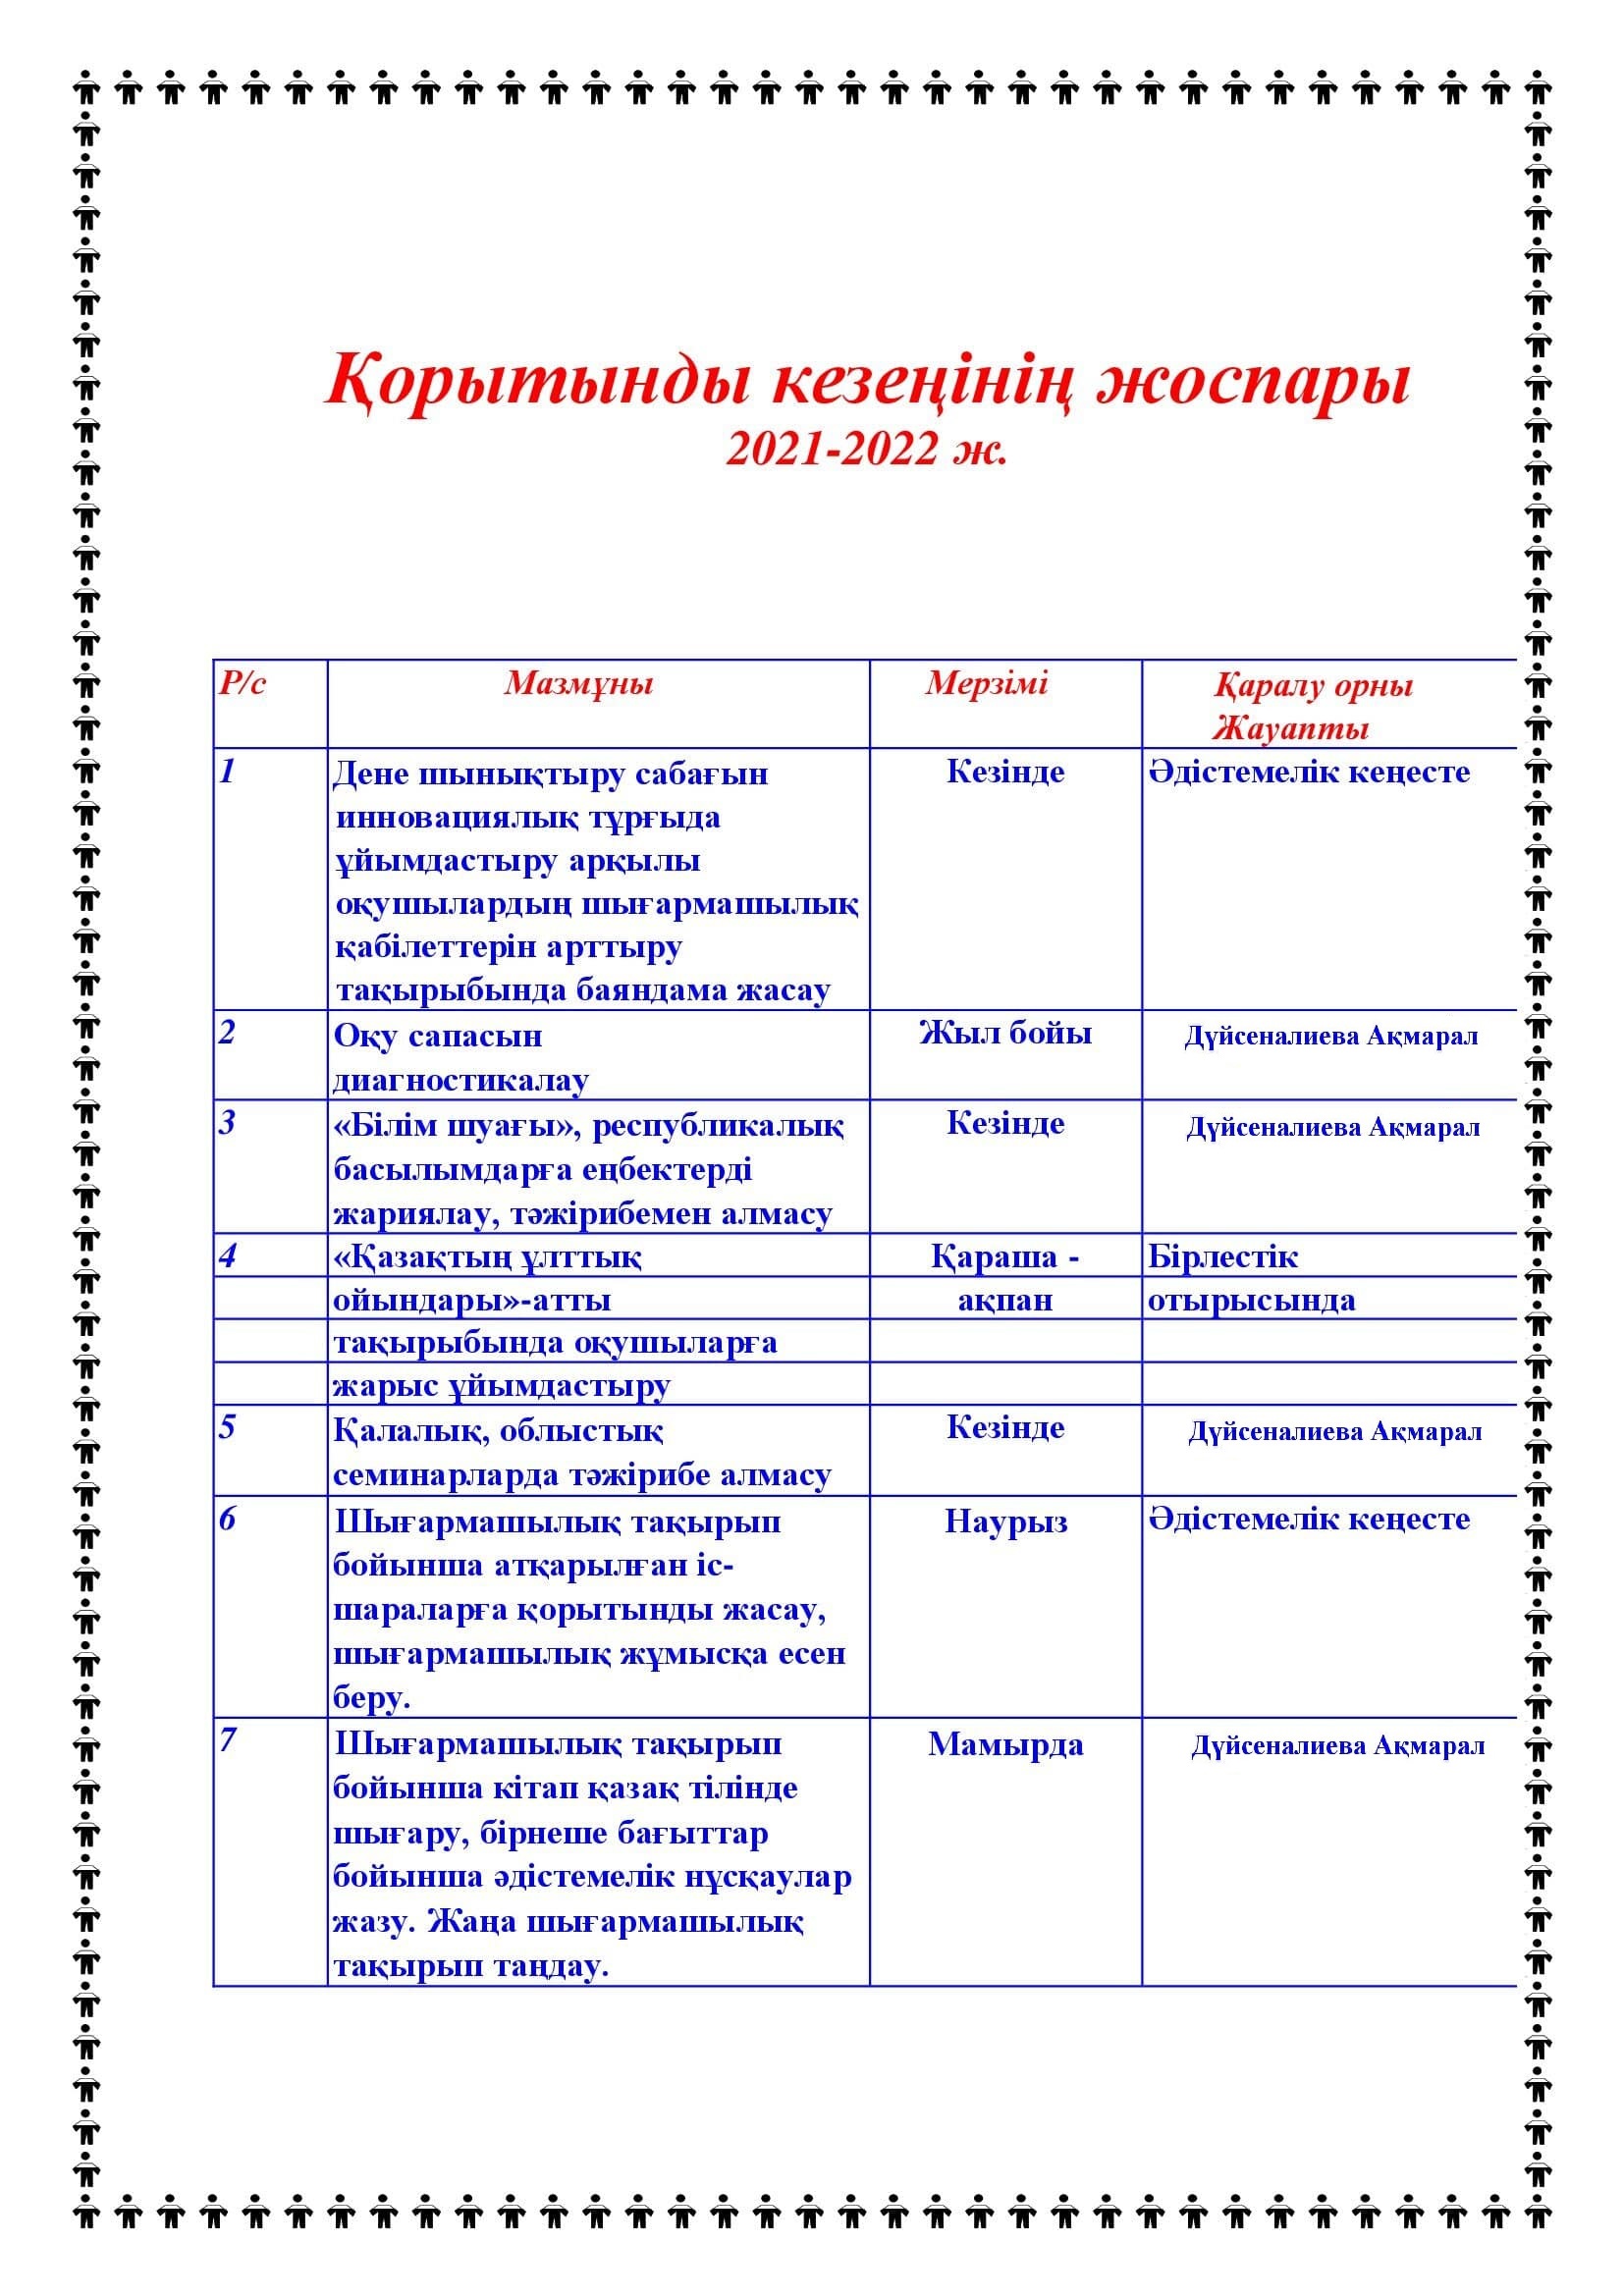 Қорытынды кезеңінің жоспары
2021-2022 ж.
Р/с
Мазмұны
Мерзімі
Қаралу орны
Жауапты
1
Дене шынықтыру сабағын
инновациялық тұрғыда
ұйымдастыру арқылы
оқушылардың шығармашылық
қабілеттерін арттыру
тақырыбында баяндама жасау
Кезінде
Әдістемелік кеңесте
2
Оқу сапасын
диагностикалау
Жыл бойы
Дүйсеналиева Ақмарал
3
«Білім шуағы», республикалық
басылымдарға еңбектерді
жариялау, тәжірибемен алмасу
Кезінде
Дүйсеналиева Ақмарал
4
«Қазақтың ұлттық
Қараша -
Бірлестік
ойындары»-атты
ақпан
отырысында
тақырыбында оқушыларға
жарыс ұйымдастыру
5
Қалалық, облыстық
семинарларда тәжірибе алмасу
Кезінде
Дүйсеналиева Ақмарал
6
Шығармашылық тақырып
бойынша атқарылған іс-
шараларға қорытынды жасау,
шығармашылық жұмысқа есен
беру.
Наурыз
Әдістемелік кеңесте
7
Шығармашылық тақырып
бойынша кітап қазақ тілінде
шығару, бірнеше бағыттар
бойынша әдістемелік нұсқаулар
жазу. Жаңа шығармашылық
тақырып таңдау.
Мамырда
Дүйсеналиева Ақмарал